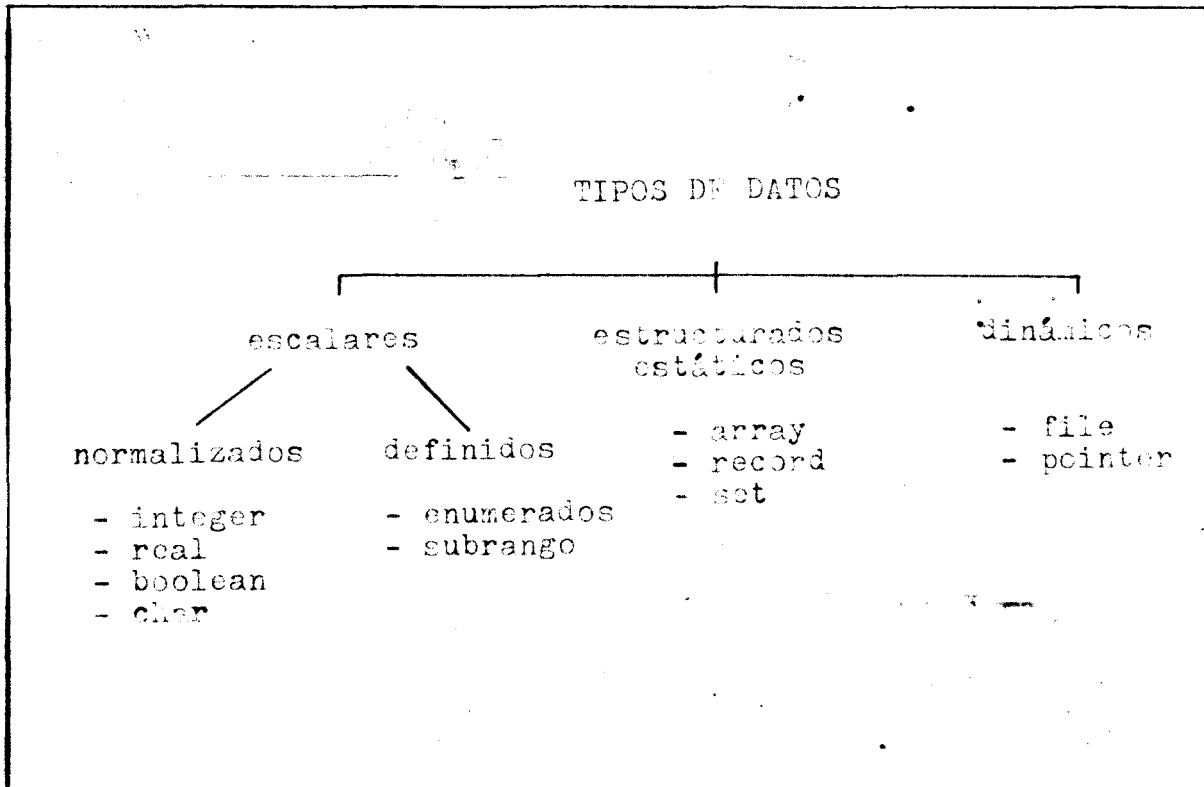 TIPOS DE DATOS
escalares
normalizados
- integer
- real
- boolean
- char
definidos
- enumerados
- subrango
estructurados
estáticos
- array
- record
- set
dinámicos
- file
- pointer